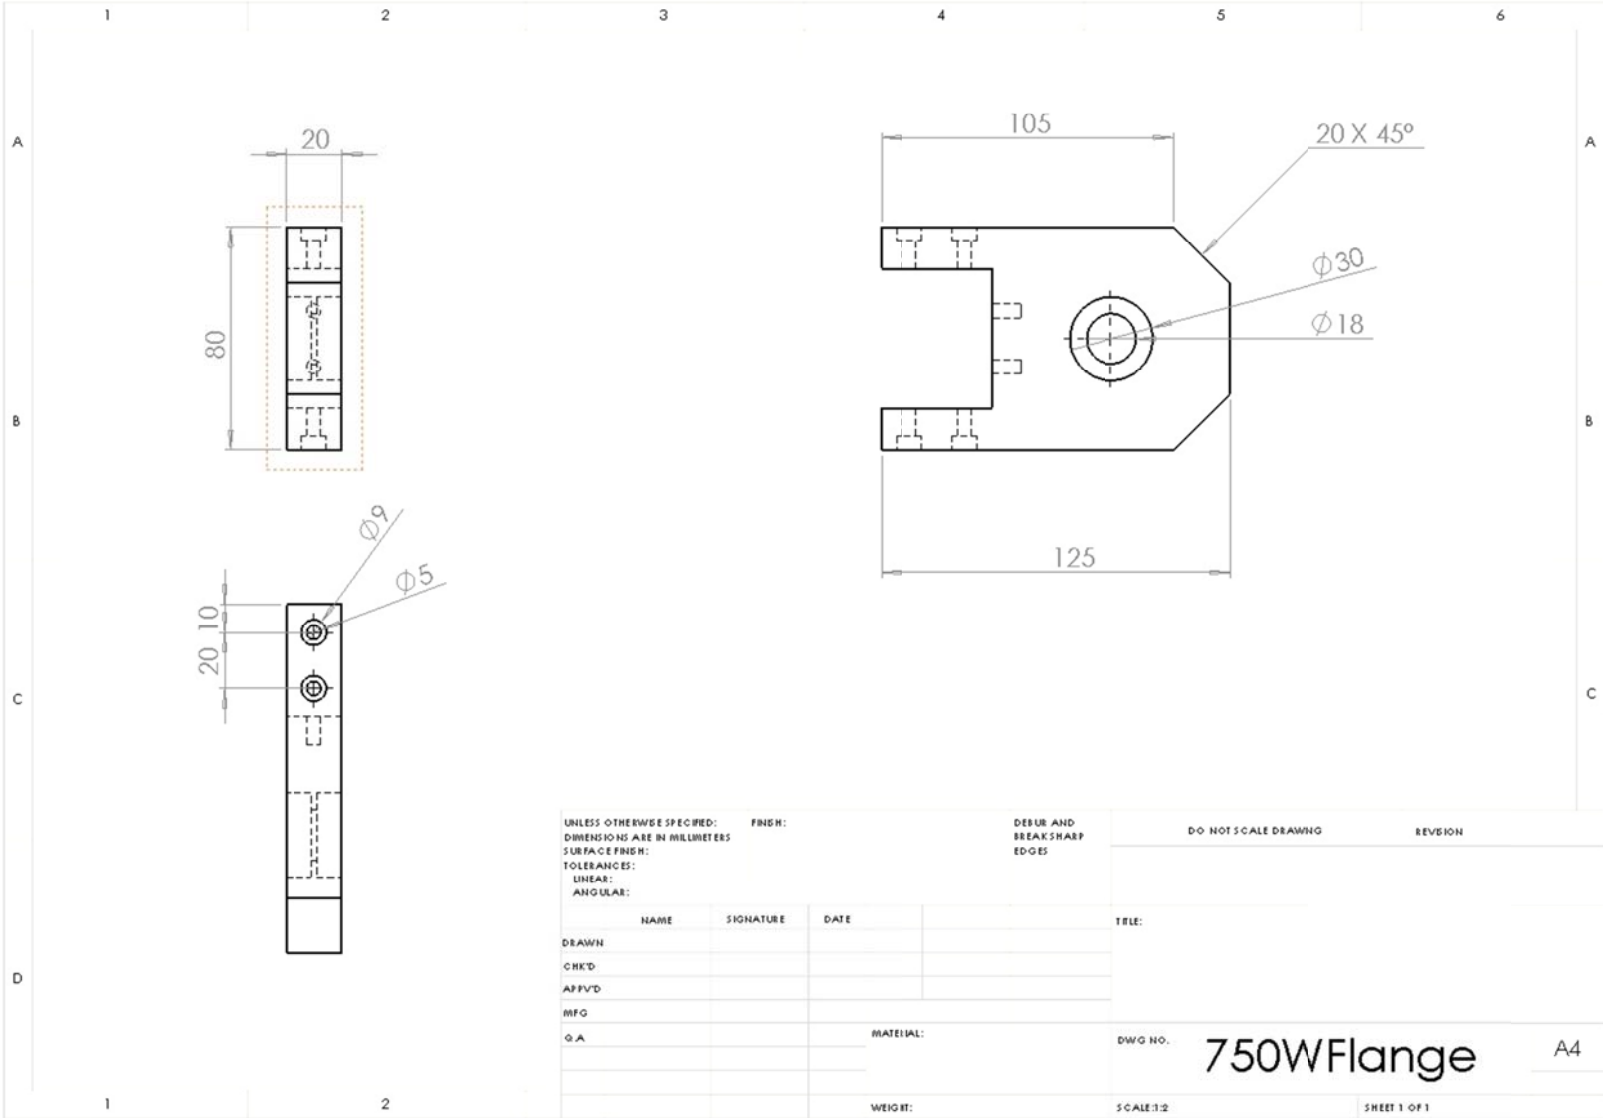 1 2 3 4 5 6
A A
20
105
20 X 45°
Ø30
Ø18
80
B B
125
Ø9
Ø5
10
20
C C
D
UNLESS OTHERWISE SPECIFIED: FINISH:
DIMENSIONS ARE IN MILLIMETERS
SURFACE FINISH:
TOLERANCES:
LINEAR:
ANGULAR:
DEBUR AND
BREAK SHARP
EDGES
DO NOT SCALE DRAWNG REVISION
NAME SIGNATURE DATE
TITLE:
DRAWN
CHK'D
APPV'D
MFG
Q.A
MATERIAL:
DWG NO.
750WFlange
A4
WEIGHT:
SCALE:1:2
SHEET 1 OF 1
1 2